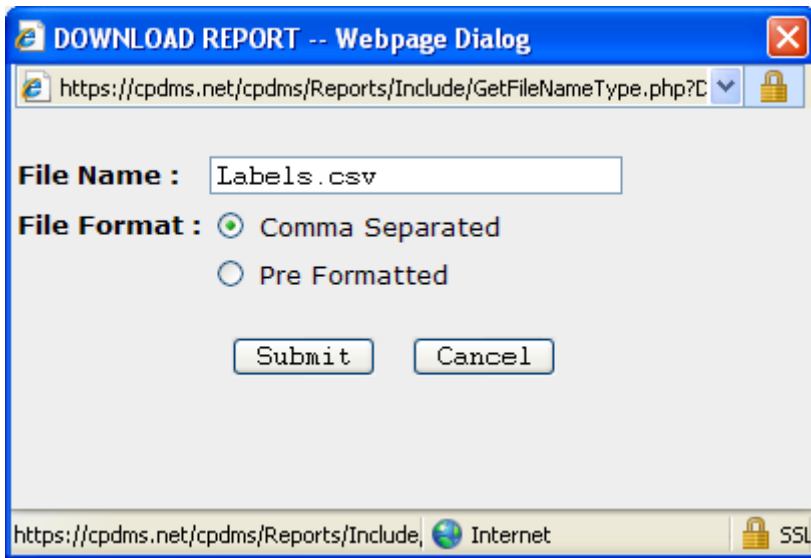 DOWNLOAD REPORT -- Webpage Dialog
https://cpdms.net/cpdms/Reports/Include/GetFileNameType.php?D
File Name : Labels.csv
File Format : Comma Separated
Pre Formatted
Submit Cancel
https://cpdms.net/cpdms/Reports/Include, Internet SSL